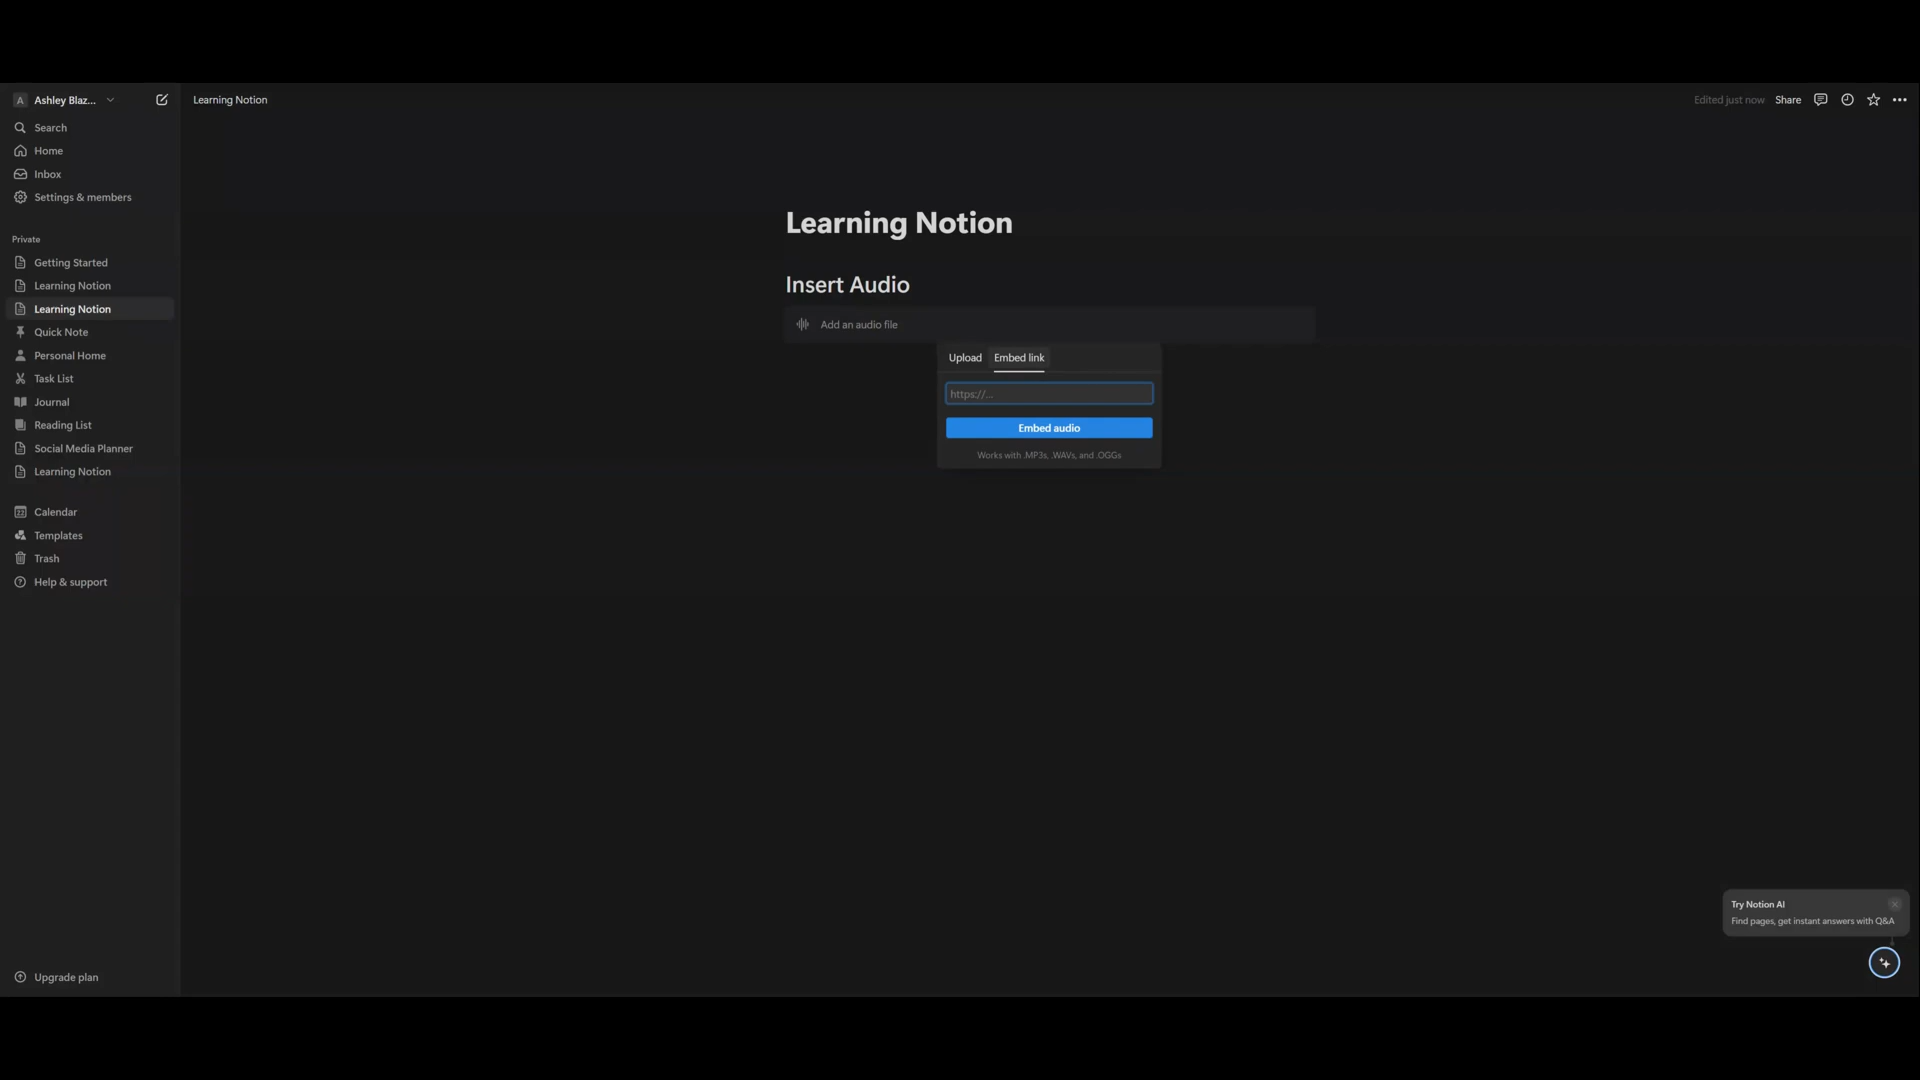 A Ashley Blaz...
Learning Notion
Edited just now
Share
Search
Home
Inbox
Settings & members
Private
Getting Started
Learning Notion
Learning Notion
Quick Note
Personal Home
Task List
Journal
Reading List
Social Media Planner
Learning Notion
22 Calendar
Templates
Trash
Help & support
Upgrade plan
Learning Notion
Insert Audio
Add an audio file
Upload Embed link
https://...
Embed audio
Works with .MP3s, .WAVs, and .OGGs
Try Notion AI
Find pages, get instant answers with Q&A